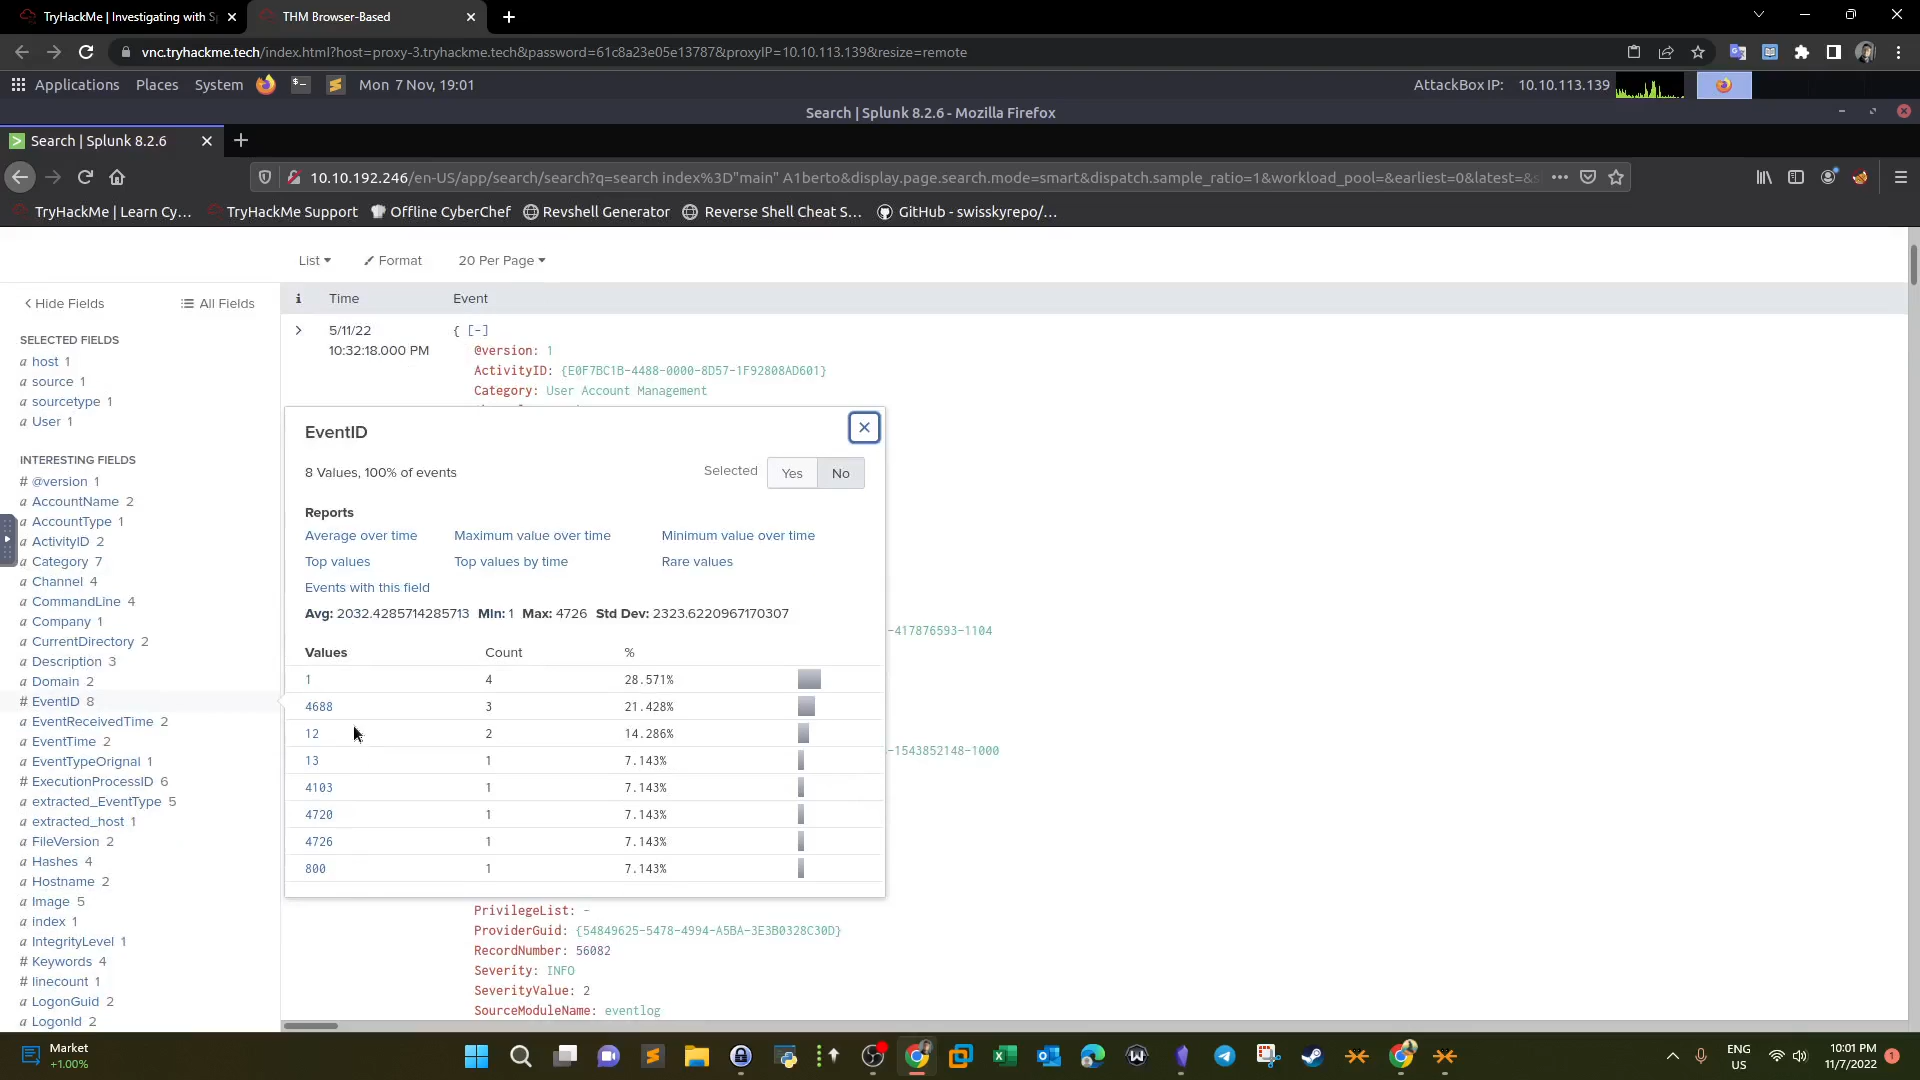 TryHackMe | Investigating with Sp
THM Browser-Based
vnc.tryhackme.tech/index.html?host=proxy-3.tryhackme.tech&password=61c8a23e05e13787&proxyIP=10.10.113.139&resize=remote
Applications Places System Mon 7 Nov, 19:01 AttackBox IP: 10.10.113.139
Search | Splunk 8.2.6 - Mozilla Firefox
Search | Splunk 8.2.6
10.10.192.246/en-US/app/search/search?q=search index%3D"main" A1berto&display.page.search.mode=smart&dispatch.sample_ratio=1&workload_pool=&earliest=0&latest=&s
TryHackMe | Learn Cy… TryHackMe Support Offline CyberChef Revshell Generator Reverse Shell Cheat S… GitHub - swisskyrepo/…
List Format 20 Per Page
Hide Fields All Fields
i Time Event
SELECTED FIELDS
a host 1
a source 1
a sourcetype 1
a User 1
INTERESTING FIELDS
# @version 1
a AccountName 2
a AccountType 1
a ActivityID 2
a Category 7
a Channel 4
a CommandLine 4
a Company 1
a CurrentDirectory 2
a Description 3
a Domain 2
# EventID 8
a EventReceivedTime 2
a EventTime 2
a EventTypeOrignal 1
# ExecutionProcessID 6
a extracted_EventType 5
a extracted_host 1
a FileVersion 2
a Hashes 4
a Hostname 2
a Image 5
a index 1
a IntegrityLevel 1
# Keywords 4
# linecount 1
a LogonGuid 2
a LogonId 2
5/11/22
10:32:18.000 PM
{ [-]
@version: 1
ActivityID: {E0F7BC1B-4488-0000-8D57-1F92808AD601}
Category: User Account Management
EventID
8 Values, 100% of events
Selected Yes No
Reports
Average over time Maximum value over time Minimum value over time
Top values Top values by time Rare values
Events with this field
Avg: 2032.4285714285713 Min: 1 Max: 4726 Std Dev: 2323.6220967170307
Values Count %
1 4 28.571%
4688 3 21.428%
12 2 14.286%
13 1 7.143%
4103 1 7.143%
4720 1 7.143%
4726 1 7.143%
800 1 7.143%
-417876593-1104
-1543852148-1000
PrivilegeList: -
ProviderGuid: {54849625-5478-4994-A5BA-3E3B0328C30D}
RecordNumber: 56082
Severity: INFO
SeverityValue: 2
SourceModuleName: eventlog
Market
+1.00%
ENG
US
10:01 PM
11/7/2022
1